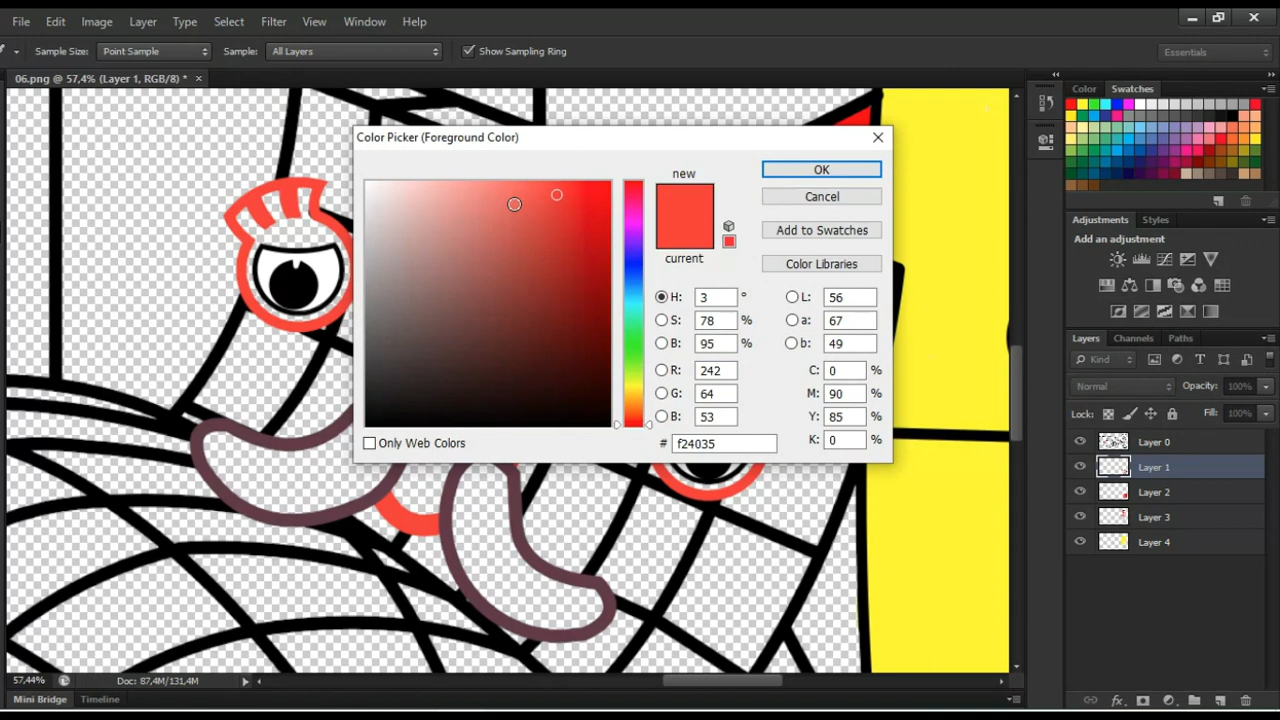 File Edit Image Layer Type Select Filter View Window Help
Sample Size: Point Sample Sample: All Layers Show Sampling Ring Essentials
06.png @ 57,4% (Layer 1, RGB/8) * ×
Color Picker (Foreground Color)
new
current
OK
Cancel
Add to Swatches
Color Libraries
H: 3 ° L: 56
S: 78 % a: 67
B: 95 % b: 49
R: 242 C: 0 %
G: 64 M: 90 %
B: 53 Y: 85 %
# f24035 K: 0 %
Only Web Colors
Color Swatches
Adjustments Styles
Add an adjustment
Layers Channels Paths
Kind
Normal Opacity: 100%
Lock: Fill: 100%
Layer 0
Layer 1
Layer 2
Layer 3
Layer 4
57,44% Doc: 87,4M/131,4M
Mini Bridge Timeline
fx